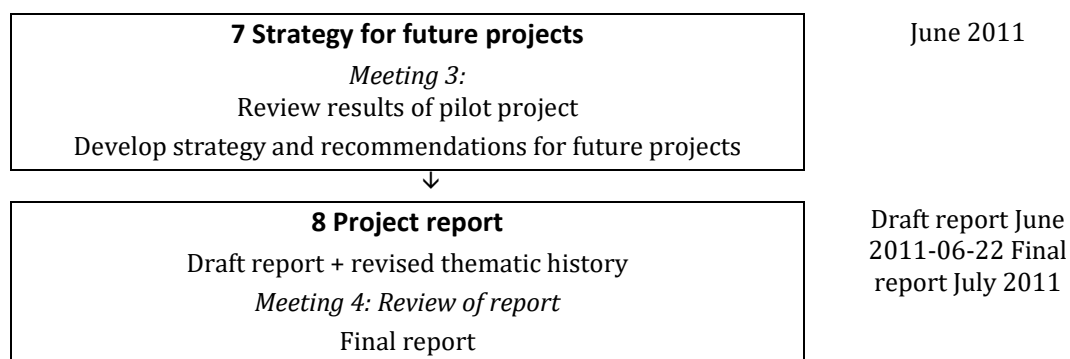 7 Strategy for future projects
June 2011
Meeting 3:
Review results of pilot project
Develop strategy and recommendations for future projects
↓
8 Project report
Draft report + revised thematic history
Meeting 4: Review of report
Final report
Draft report June
2011-06-22 Final
report July 2011